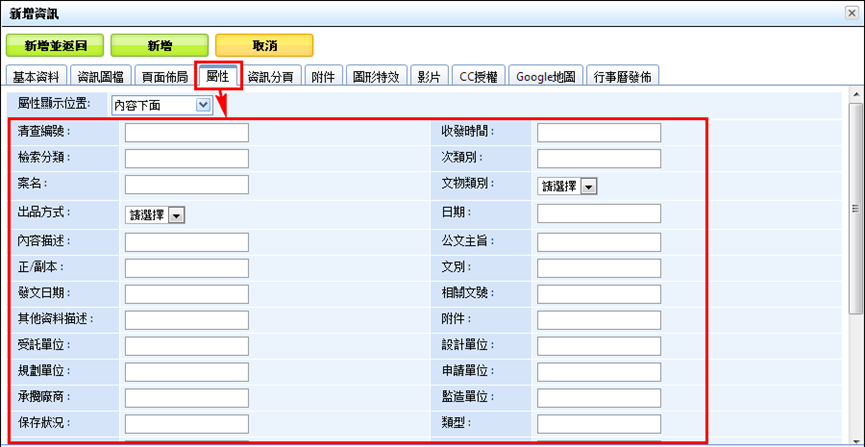 新增資訊
新增並返回 新增 取消
基本資料 資訊圖檔 頁面佈局 屬性 資訊分頁 附件 圖形特效 影片 CC授權 Google地圖 行事曆發佈
屬性顯示位置: 內容下面
清查編號: 收發時間:
檢索分類: 次類別:
案名: 文物類別: 請選擇
出品方式: 請選擇 日期:
內容描述: 公文主旨:
正/副本: 文別:
發文日期: 相關文號:
其他資料描述: 附件:
受託單位: 設計單位:
規劃單位: 申請單位:
承攬廠商: 監造單位:
保存狀況: 類型: